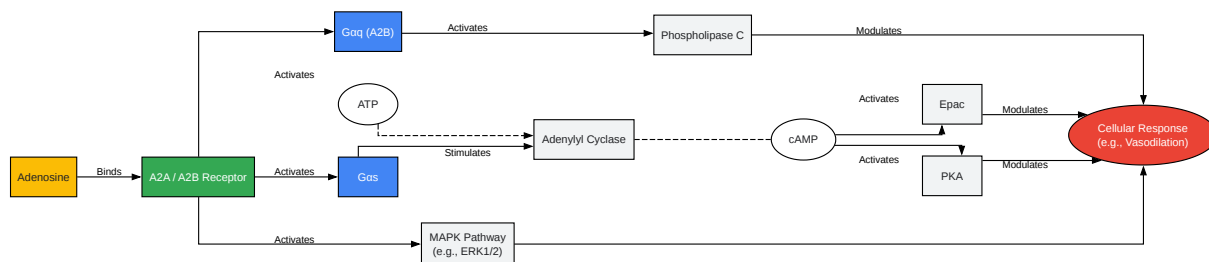 Gαq (A2B)
Activates
Phospholipase C
Modulates
Activates
ATP
Activates
Epac
Modulates
Adenylyl Cyclase
cAMP
Cellular Response
(e.g., Vasodilation)
Stimulates
Activates
Modulates
Adenosine
Binds
A2A / A2B Receptor
Activates
Gαs
PKA
Activates
MAPK Pathway
(e.g., ERK1/2)